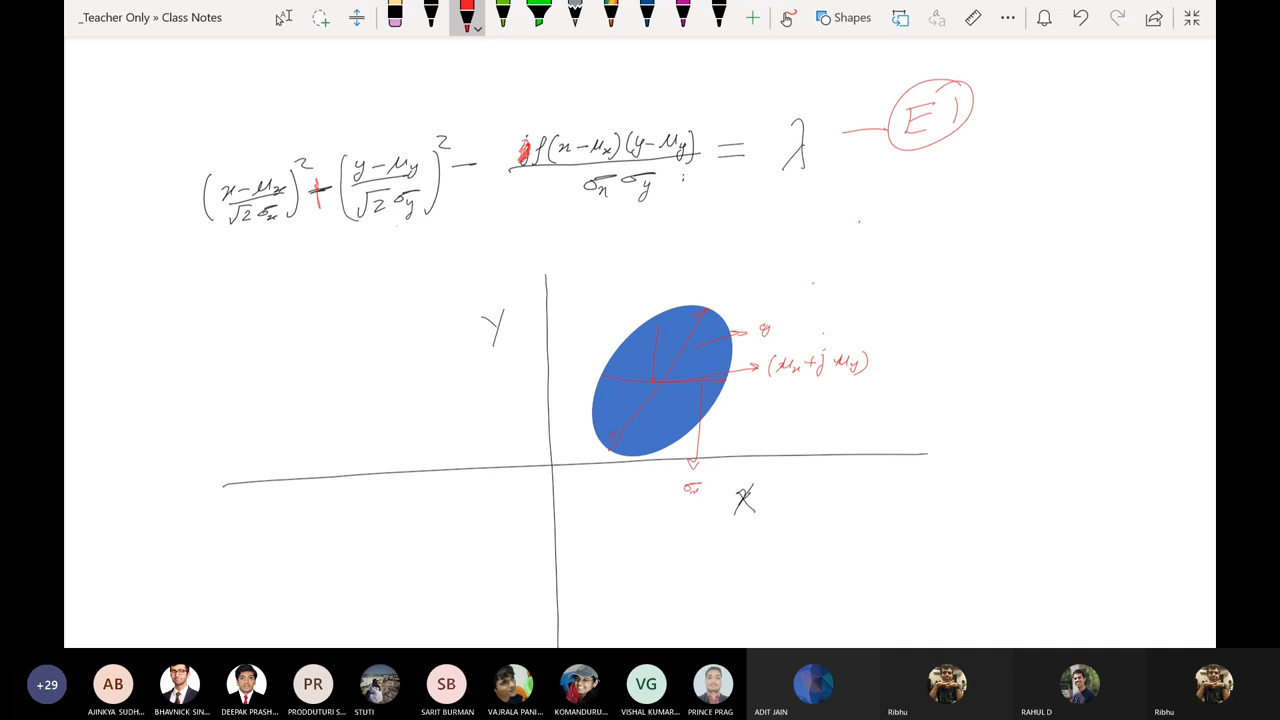 _Teacher Only » Class Notes
Shapes
E1)
((x-μx)/(√2 σx))² + ((y-μy)/(√2 σy))² - ρ(x-μx)(y-μy)/(σx σy) = λ
Y
(μx+jμy)
σx
X
+29
AB
PR
SB
VG
AJINKYA SUDH...
BHAVNICK SIN...
DEEPAK PRASH...
PRODDUTURI S...
STUTI
SARIT BURMAN
VAJRALA PANI...
KOMANDURU...
VISHAL KUMAR...
PRINCE PRAG
ADIT JAIN
Ribhu
RAHUL D
Ribhu